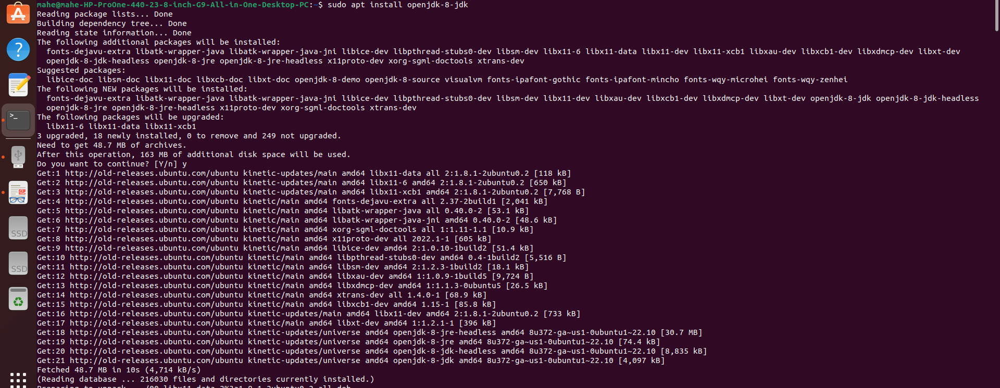 mahe@mahe-HP-ProOne-440-23-8-inch-G9-All-in-One-Desktop-PC:~$ sudo apt install openjdk-8-jdk
Reading package lists... Done
Building dependency tree... Done
Reading state information... Done
The following additional packages will be installed:
  fonts-dejavu-extra libatk-wrapper-java libatk-wrapper-java-jni libice-dev libpthread-stubs0-dev libsm-dev libx11-6 libx11-data libx11-dev libx11-xcb1 libxau-dev libxcb1-dev libxdmcp-dev libxt-dev
  openjdk-8-jdk-headless openjdk-8-jre openjdk-8-jre-headless x11proto-dev xorg-sgml-doctools xtrans-dev
Suggested packages:
  libice-doc libsm-doc libx11-doc libxcb-doc libxt-doc openjdk-8-demo openjdk-8-source visualvm fonts-ipafont-gothic fonts-ipafont-mincho fonts-wqy-microhei fonts-wqy-zenhei
The following NEW packages will be installed:
  fonts-dejavu-extra libatk-wrapper-java libatk-wrapper-java-jni libice-dev libpthread-stubs0-dev libsm-dev libx11-dev libxau-dev libxcb1-dev libxdmcp-dev libxt-dev openjdk-8-jdk openjdk-8-jdk-headless
  openjdk-8-jre openjdk-8-jre-headless x11proto-dev xorg-sgml-doctools xtrans-dev
The following packages will be upgraded:
  libx11-6 libx11-data libx11-xcb1
3 upgraded, 18 newly installed, 0 to remove and 249 not upgraded.
Need to get 48.7 MB of archives.
After this operation, 163 MB of additional disk space will be used.
Do you want to continue? [Y/n] y
Get:1 http://old-releases.ubuntu.com/ubuntu kinetic-updates/main amd64 libx11-data all 2:1.8.1-2ubuntu0.2 [118 kB]
Get:2 http://old-releases.ubuntu.com/ubuntu kinetic-updates/main amd64 libx11-6 amd64 2:1.8.1-2ubuntu0.2 [650 kB]
Get:3 http://old-releases.ubuntu.com/ubuntu kinetic-updates/main amd64 libx11-xcb1 amd64 2:1.8.1-2ubuntu0.2 [7,768 B]
Get:4 http://old-releases.ubuntu.com/ubuntu kinetic/main amd64 fonts-dejavu-extra all 2.37-2build1 [2,041 kB]
Get:5 http://old-releases.ubuntu.com/ubuntu kinetic/main amd64 libatk-wrapper-java all 0.40.0-2 [53.1 kB]
Get:6 http://old-releases.ubuntu.com/ubuntu kinetic/main amd64 libatk-wrapper-java-jni amd64 0.40.0-2 [48.6 kB]
Get:7 http://old-releases.ubuntu.com/ubuntu kinetic/main amd64 xorg-sgml-doctools all 1:1.11-1.1 [10.9 kB]
Get:8 http://old-releases.ubuntu.com/ubuntu kinetic/main amd64 x11proto-dev all 2022.1-1 [605 kB]
Get:9 http://old-releases.ubuntu.com/ubuntu kinetic/main amd64 libice-dev amd64 2:1.0.10-1build2 [51.4 kB]
Get:10 http://old-releases.ubuntu.com/ubuntu kinetic/main amd64 libpthread-stubs0-dev amd64 0.4-1build2 [5,516 B]
Get:11 http://old-releases.ubuntu.com/ubuntu kinetic/main amd64 libsm-dev amd64 2:1.2.3-1build2 [18.1 kB]
Get:12 http://old-releases.ubuntu.com/ubuntu kinetic/main amd64 libxau-dev amd64 1:1.0.9-1build5 [9,724 B]
Get:13 http://old-releases.ubuntu.com/ubuntu kinetic/main amd64 libxdmcp-dev amd64 1:1.1.3-0ubuntu5 [26.5 kB]
Get:14 http://old-releases.ubuntu.com/ubuntu kinetic/main amd64 xtrans-dev all 1.4.0-1 [68.9 kB]
Get:15 http://old-releases.ubuntu.com/ubuntu kinetic/main amd64 libxcb1-dev amd64 1.15-1 [85.8 kB]
Get:16 http://old-releases.ubuntu.com/ubuntu kinetic-updates/main amd64 libx11-dev amd64 2:1.8.1-2ubuntu0.2 [733 kB]
Get:17 http://old-releases.ubuntu.com/ubuntu kinetic/main amd64 libxt-dev amd64 1:1.2.1-1 [396 kB]
Get:18 http://old-releases.ubuntu.com/ubuntu kinetic-updates/universe amd64 openjdk-8-jre-headless amd64 8u372-ga~us1-0ubuntu1~22.10 [30.7 MB]
Get:19 http://old-releases.ubuntu.com/ubuntu kinetic-updates/universe amd64 openjdk-8-jre amd64 8u372-ga~us1-0ubuntu1~22.10 [74.4 kB]
Get:20 http://old-releases.ubuntu.com/ubuntu kinetic-updates/universe amd64 openjdk-8-jdk-headless amd64 8u372-ga~us1-0ubuntu1~22.10 [8,835 kB]
Get:21 http://old-releases.ubuntu.com/ubuntu kinetic-updates/universe amd64 openjdk-8-jdk amd64 8u372-ga~us1-0ubuntu1~22.10 [4,097 kB]
Fetched 48.7 MB in 10s (4,714 kB/s)
(Reading database ... 216030 files and directories currently installed.)
Preparing to unpack .../00-libx11-data_2%3a1.8.1-2ubuntu0.2_all.deb ...
SSD
SSD